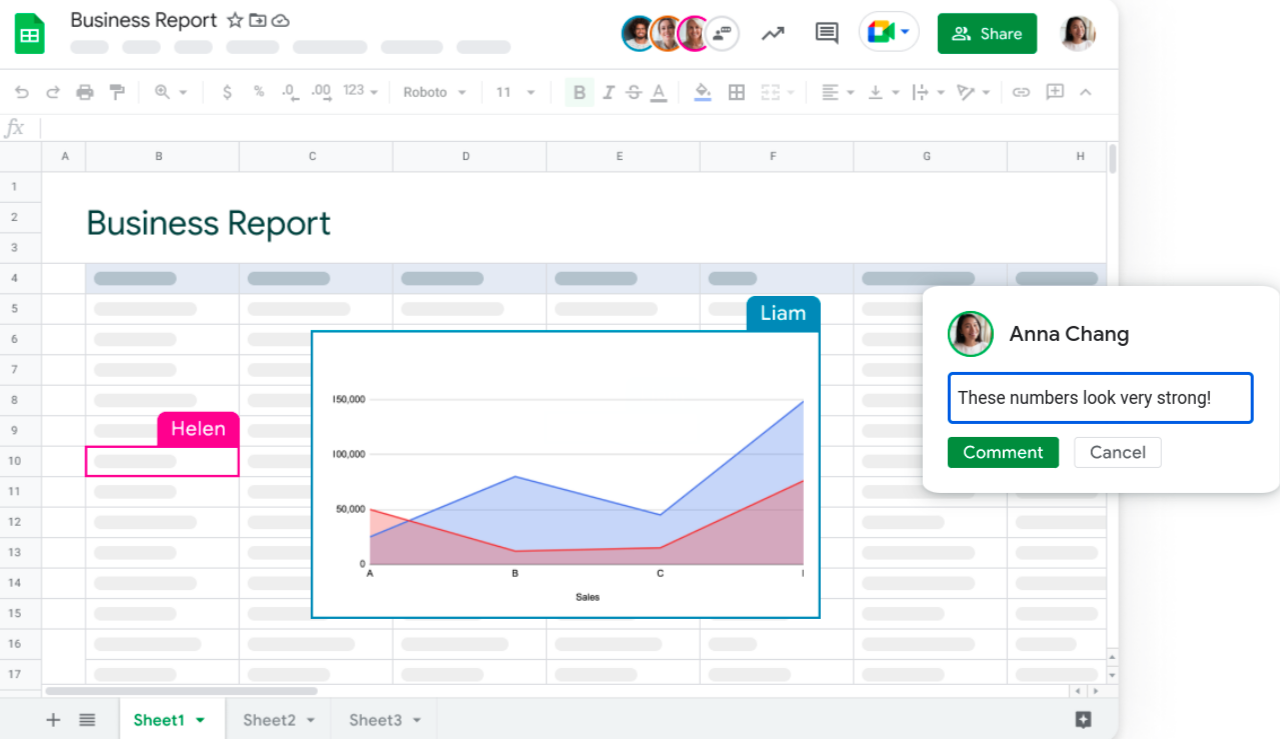 Business Report
Share
$ % .0 .00 123 Roboto 11 B I S A
fx
A B C D E F G H
1
2
Business Report
3
4
5
Liam
6
Anna Chang
7
8
150,000
These numbers look very strong!
9
Helen
10
100,000
Comment Cancel
11
12
50,000
13
0
A B C
14
Sales
15
16
17
Sheet1 Sheet2 Sheet3